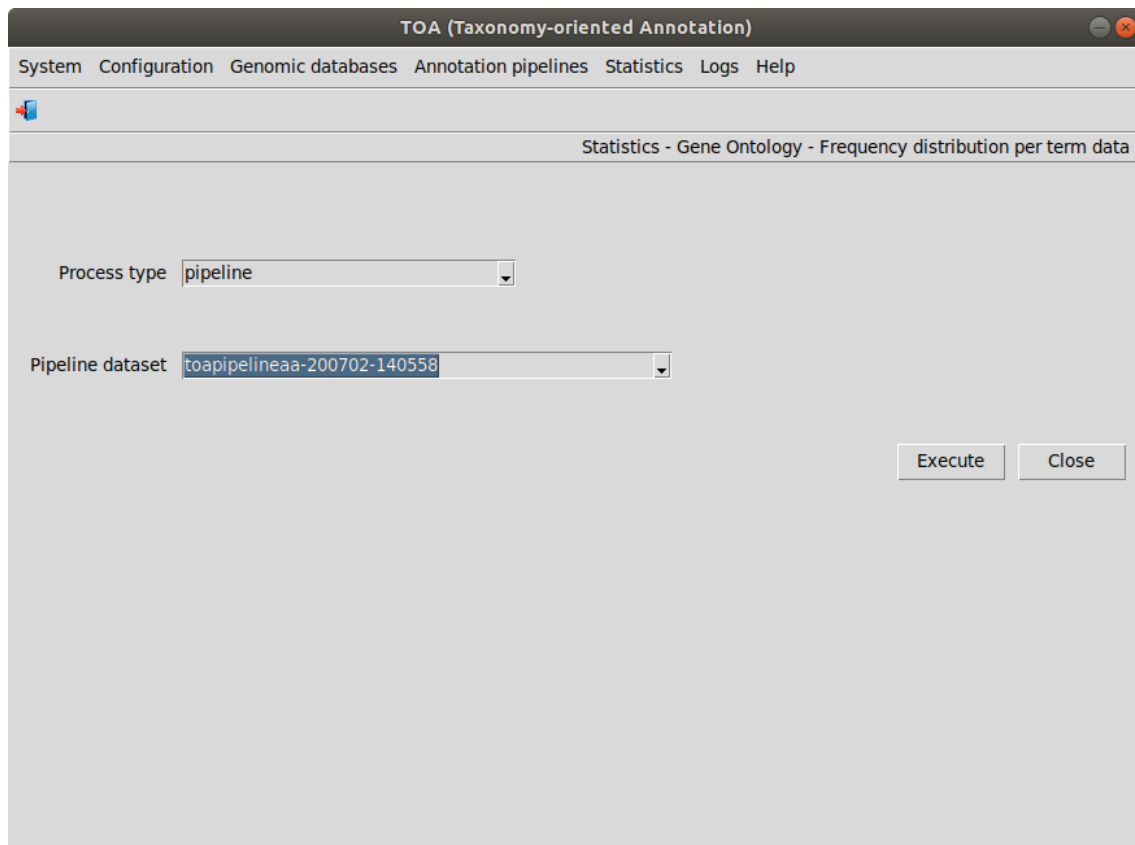 TOA (Taxonomy-oriented Annotation)
System Configuration Genomic databases Annotation pipelines Statistics Logs Help
Statistics - Gene Ontology - Frequency distribution per term data
Process type pipeline
Pipeline dataset toapipelineaa-200702-140558
Execute Close